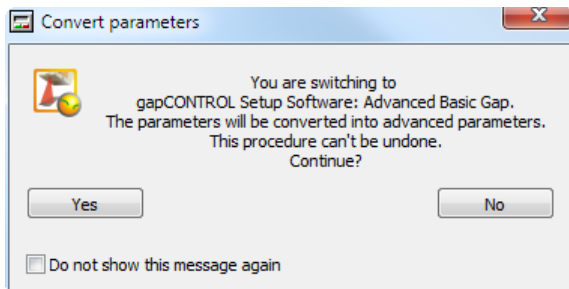 Convert parameters
You are switching to
gapCONTROL Setup Software: Advanced Basic Gap.
The parameters will be converted into advanced parameters.
This procedure can't be undone.
Continue?
Yes No
Do not show this message again